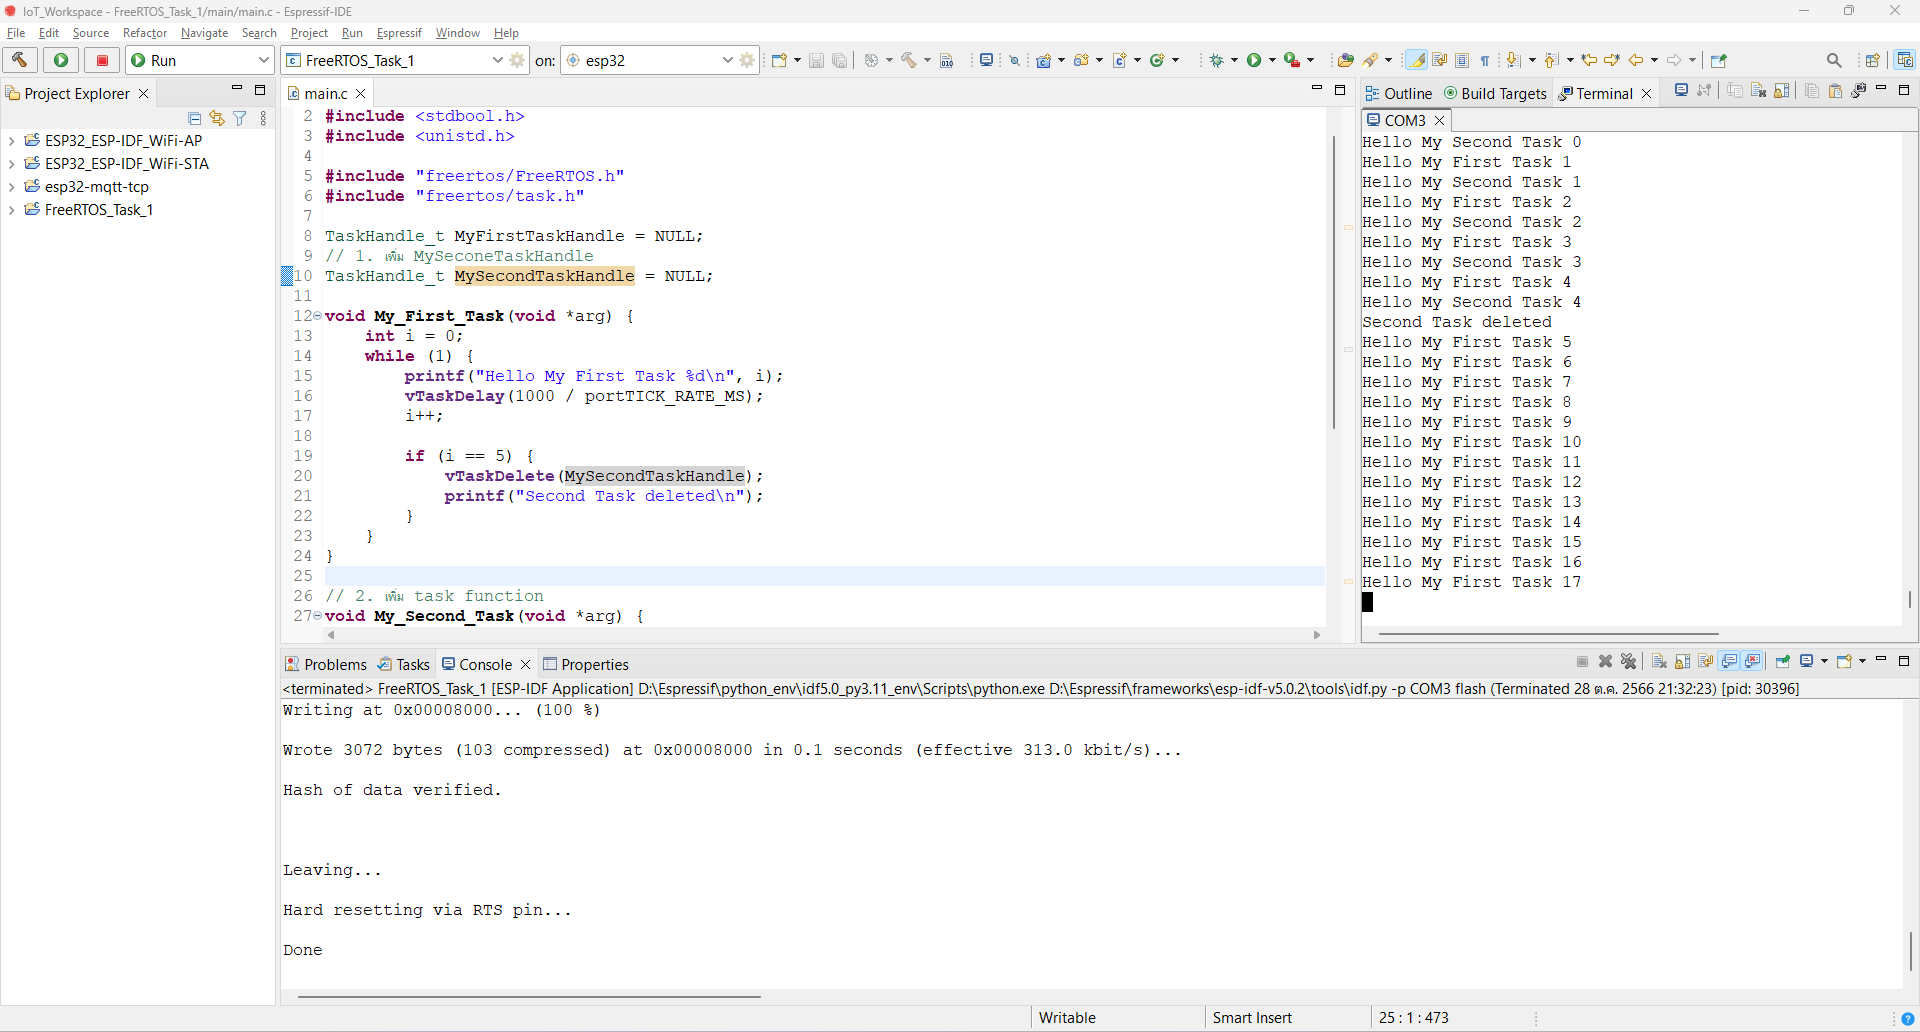 IoT_Workspace - FreeRTOS_Task_1/main/main.c - Espressif-IDE
File Edit Source Refactor Navigate Search Project Run Espressif Window Help
Run FreeRTOS_Task_1 on: esp32
Project Explorer
ESP32_ESP-IDF_WiFi-AP
ESP32_ESP-IDF_WiFi-STA
esp32-mqtt-tcp
FreeRTOS_Task_1
main.c
2 #include <stdbool.h>
3 #include <unistd.h>
4
5 #include "freertos/FreeRTOS.h"
6 #include "freertos/task.h"
7
8 TaskHandle_t MyFirstTaskHandle = NULL;
9 // 1. เพิ่ม MySeconeTaskHandle
10 TaskHandle_t MySecondTaskHandle = NULL;
11
12 void My_First_Task(void *arg) {
13 int i = 0;
14 while (1) {
15 printf("Hello My First Task %d\n", i);
16 vTaskDelay(1000 / portTICK_RATE_MS);
17 i++;
18
19 if (i == 5) {
20 vTaskDelete(MySecondTaskHandle);
21 printf("Second Task deleted\n");
22 }
23 }
24 }
25
26 // 2. เพิ่ม task function
27 void My_Second_Task(void *arg) {
Outline Build Targets Terminal
COM3
Hello My Second Task 0
Hello My First Task 1
Hello My Second Task 1
Hello My First Task 2
Hello My Second Task 2
Hello My First Task 3
Hello My Second Task 3
Hello My First Task 4
Hello My Second Task 4
Second Task deleted
Hello My First Task 5
Hello My First Task 6
Hello My First Task 7
Hello My First Task 8
Hello My First Task 9
Hello My First Task 10
Hello My First Task 11
Hello My First Task 12
Hello My First Task 13
Hello My First Task 14
Hello My First Task 15
Hello My First Task 16
Hello My First Task 17
Problems Tasks Console Properties
<terminated> FreeRTOS_Task_1 [ESP-IDF Application] D:\Espressif\python_env\idf5.0_py3.11_env\Scripts\python.exe D:\Espressif\frameworks\esp-idf-v5.0.2\tools\idf.py -p COM3 flash (Terminated 28 ต.ค. 2566 21:32:23) [pid: 30396]
Writing at 0x00008000... (100 %)
Wrote 3072 bytes (103 compressed) at 0x00008000 in 0.1 seconds (effective 313.0 kbit/s)...
Hash of data verified.
Leaving...
Hard resetting via RTS pin...
Done
Writable Smart Insert 25 : 1 : 473